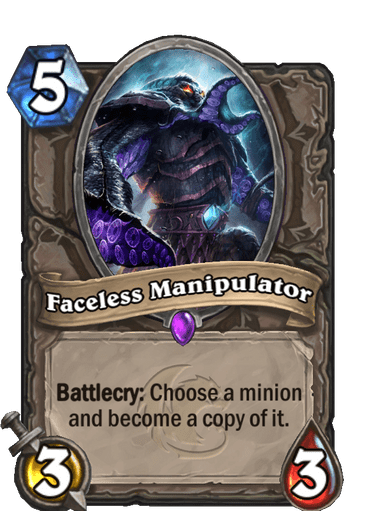 5
Faceless Manipulator
Battlecry: Choose a minion
and become a copy of it.
3
3